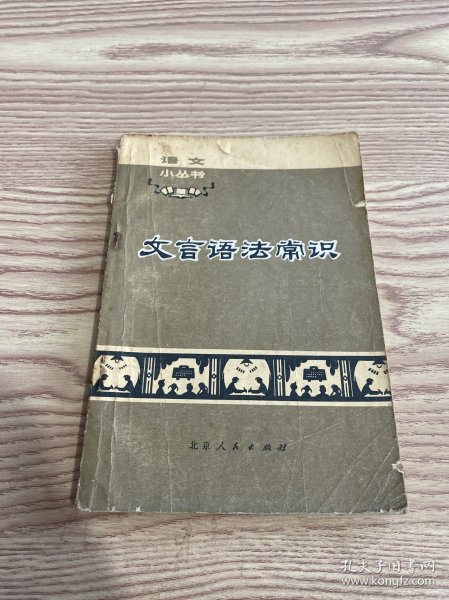 语文
小丛书
文言语法常识
北京人民出版社
孔夫子旧书网
www.kongfz.com